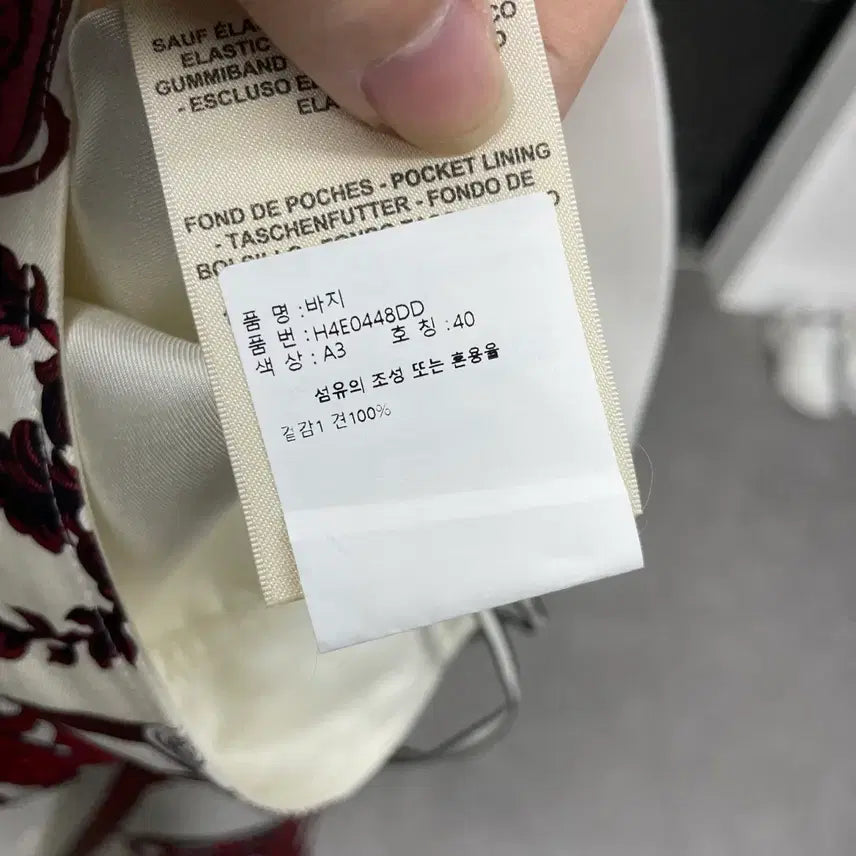 SAUF
ELASTIC
GUMMIBAND
- ESCLUSO
FOND DE POCHES - POCKET LINING
- TASCHENFUTTER - FONDO DE
품 명 :바지
품 번 :H4E0448DD
색 상 :A3 호 칭 :40
섬유의 조성 또는 혼용율
겉감1 견100%